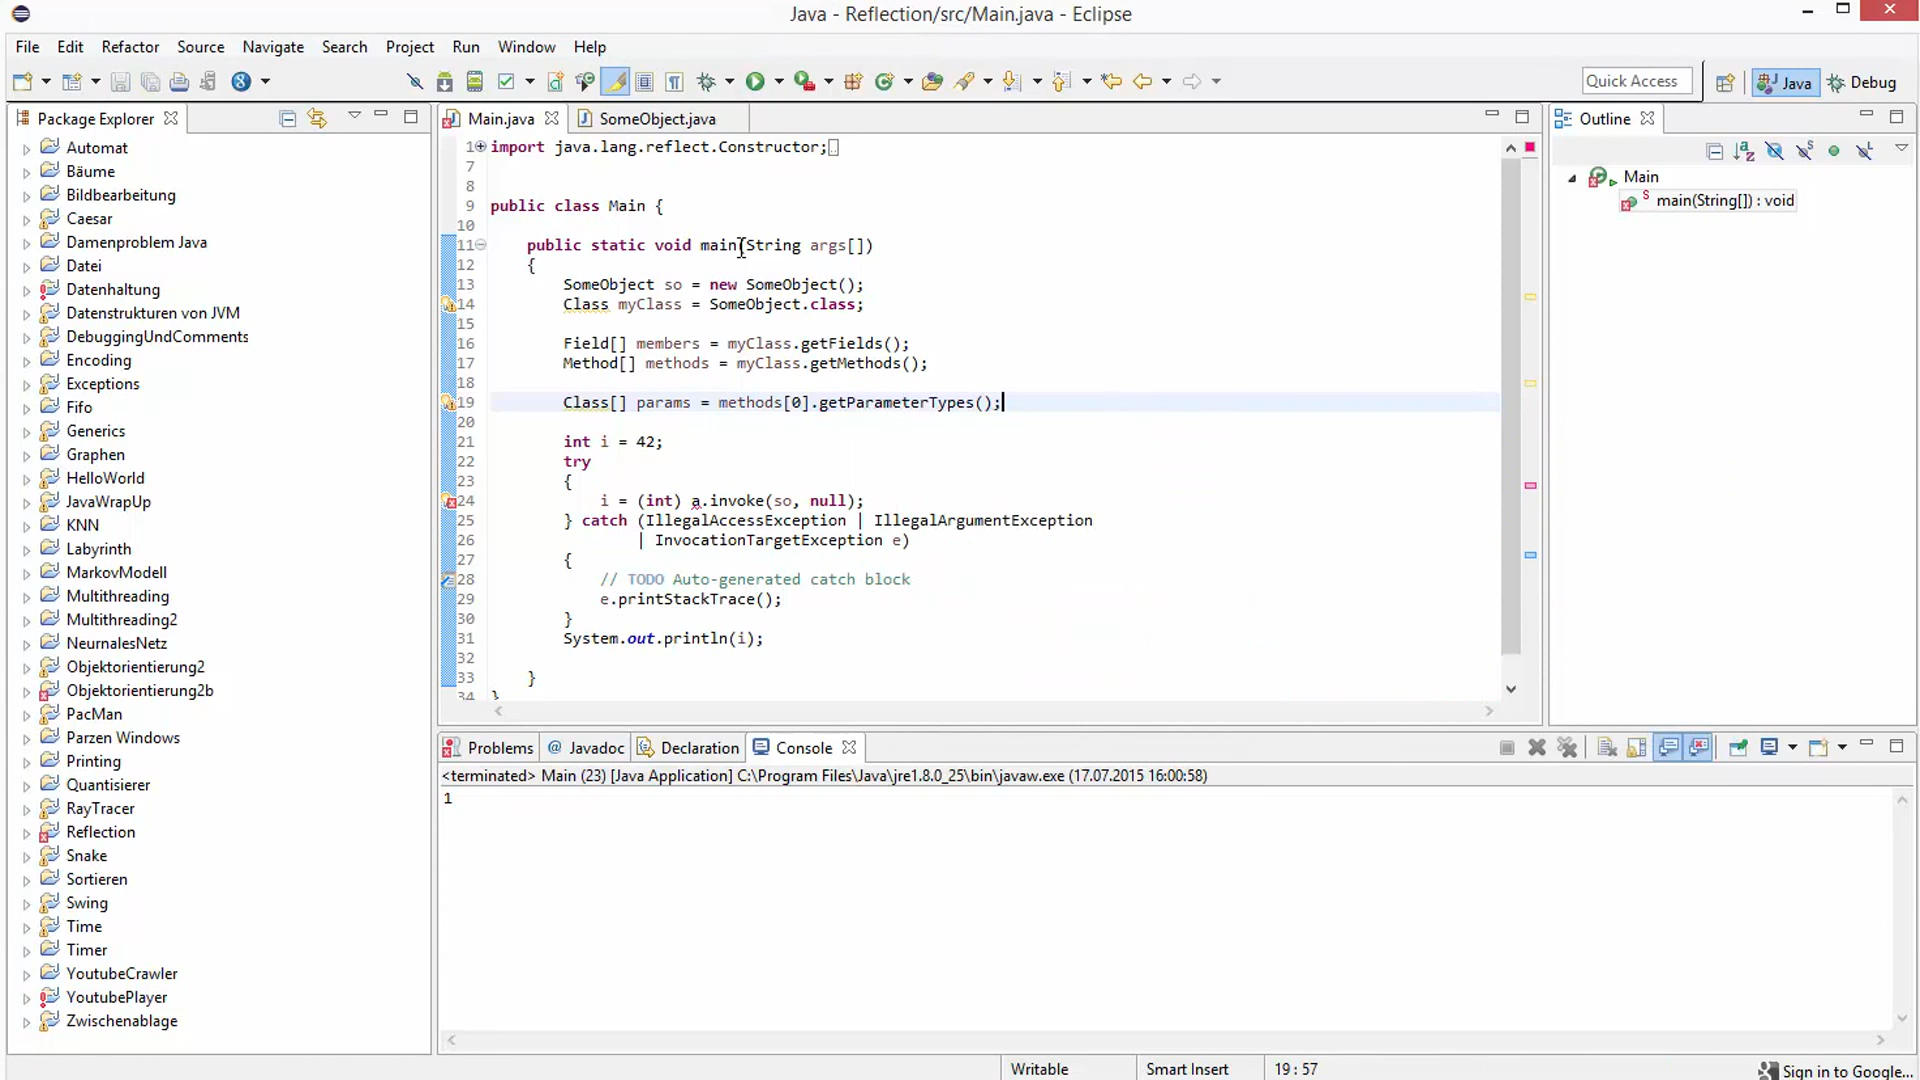 Java - Reflection/src/Main.java - Eclipse
File Edit Refactor Source Navigate Search Project Run Window Help
Quick Access
Java
Debug
Package Explorer
Automat
Bäume
Bildbearbeitung
Caesar
Damenproblem Java
Datei
Datenhaltung
Datenstrukturen von JVM
DebuggingUndComments
Encoding
Exceptions
Fifo
Generics
Graphen
HelloWorld
JavaWrapUp
KNN
Labyrinth
MarkovModell
Multithreading
Multithreading2
NeurnalesNetz
Objektorientierung2
Objektorientierung2b
PacMan
Parzen Windows
Printing
Quantisierer
RayTracer
Reflection
Snake
Sortieren
Swing
Time
Timer
YoutubeCrawler
YoutubePlayer
Zwischenablage
Main.java
SomeObject.java
1 import java.lang.reflect.Constructor;
7
8
9 public class Main {
10
11 public static void main(String args[])
12 {
13 SomeObject so = new SomeObject();
14 Class myClass = SomeObject.class;
15
16 Field[] members = myClass.getFields();
17 Method[] methods = myClass.getMethods();
18
19 Class[] params = methods[0].getParameterTypes();
20
21 int i = 42;
22 try
23 {
24 i = (int) a.invoke(so, null);
25 } catch (IllegalAccessException | IllegalArgumentException
26 | InvocationTargetException e)
27 {
28 // TODO Auto-generated catch block
29 e.printStackTrace();
30 }
31 System.out.println(i);
32
33 }
34 }
Outline
Main
main(String[]) : void
Problems
@ Javadoc
Declaration
Console
<terminated> Main (23) [Java Application] C:\Program Files\Java\jre1.8.0_25\bin\javaw.exe (17.07.2015 16:00:58)
1
Writable
Smart Insert
19 : 57
Sign in to Google...